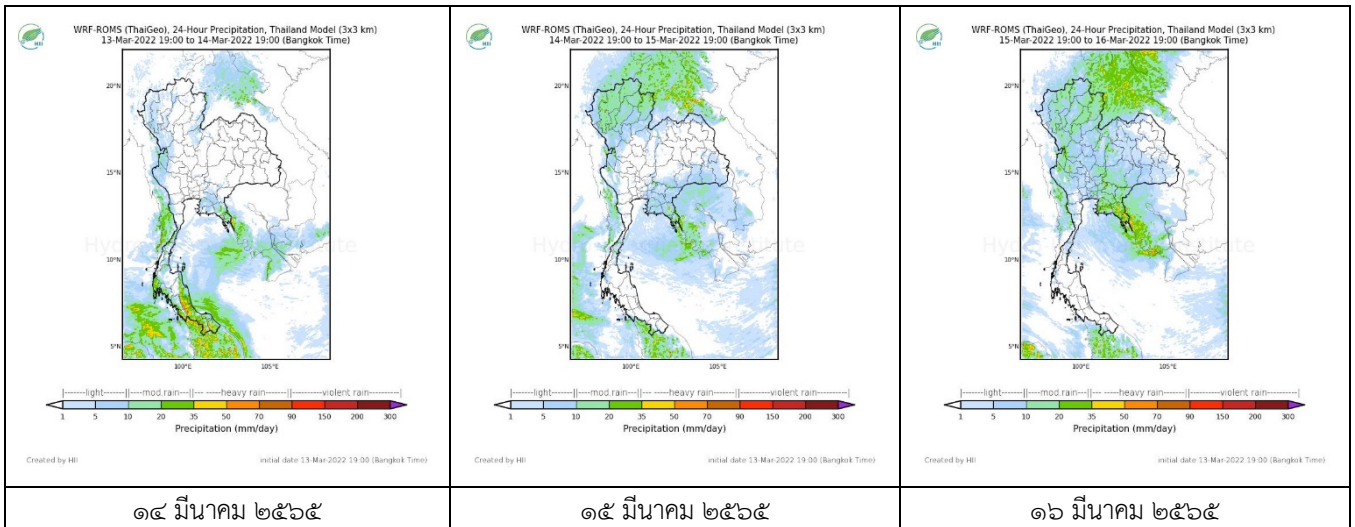 WRF-ROMS (ThaiGeo), 24-Hour Precipitation, Thailand Model (3x3 km)
13-Mar-2022 19:00 to 14-Mar-2022 19:00 (Bangkok Time)
HII
20°N
15°N
10°N
5°N
100°E
105°E
|-------light-------||----mod.rain---||--- -----heavy rain----||--------violent rain--------|
1 5 10 20 35 50 70 90 150 200 300
Precipitation (mm/day)
Created by HII
initial date 13-Mar-2022 19:00 (Bangkok Time)
๑๔ มีนาคม ๒๕๖๕
WRF-ROMS (ThaiGeo), 24-Hour Precipitation, Thailand Model (3x3 km)
14-Mar-2022 19:00 to 15-Mar-2022 19:00 (Bangkok Time)
HII
20°N
15°N
10°N
5°N
100°E
105°E
|-------light-------||----mod.rain---||--- -----heavy rain----||--------violent rain--------|
1 5 10 20 35 50 70 90 150 200 300
Precipitation (mm/day)
Created by HII
initial date 13-Mar-2022 19:00 (Bangkok Time)
๑๕ มีนาคม ๒๕๖๕
WRF-ROMS (ThaiGeo), 24-Hour Precipitation, Thailand Model (3x3 km)
15-Mar-2022 19:00 to 16-Mar-2022 19:00 (Bangkok Time)
HII
20°N
15°N
10°N
5°N
100°E
105°E
|-------light-------||----mod.rain---||--- -----heavy rain----||--------violent rain--------|
1 5 10 20 35 50 70 90 150 200 300
Precipitation (mm/day)
Created by HII
initial date 13-Mar-2022 19:00 (Bangkok Time)
๑๖ มีนาคม ๒๕๖๕